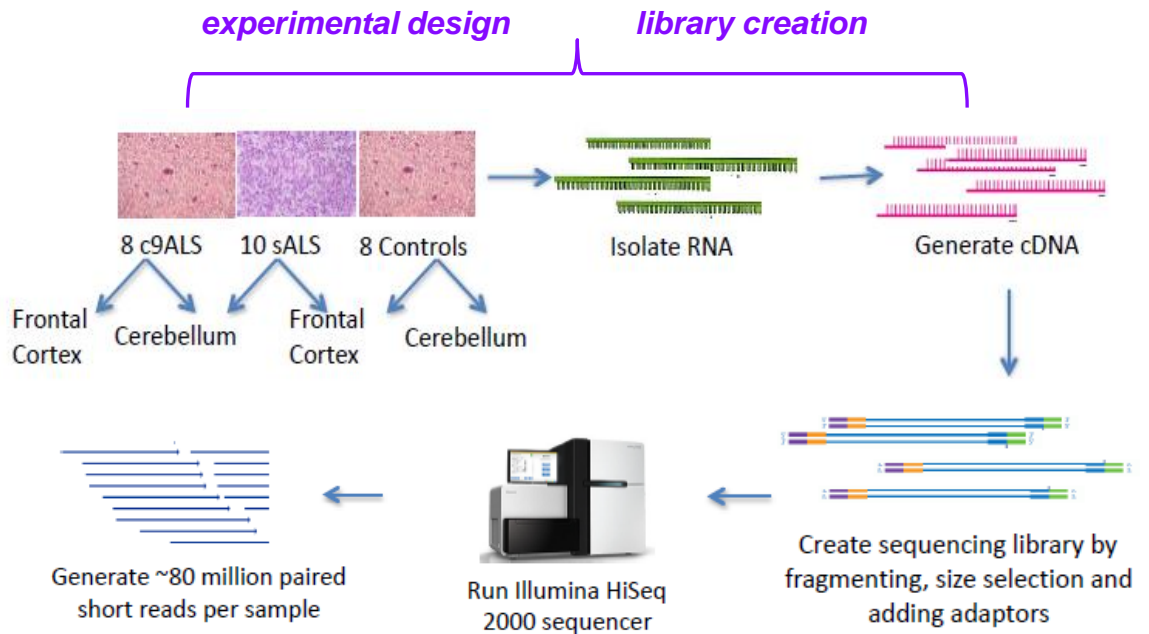 experimental design
library creation
8 c9ALS
10 sALS
8 Controls
Isolate RNA
Generate cDNA
Frontal
Cortex
Cerebellum
Frontal
Cortex
Cerebellum
Generate ~80 million paired
short reads per sample
Run Illumina HiSeq
2000 sequencer
Create sequencing library by
fragmenting, size selection and
adding adaptors